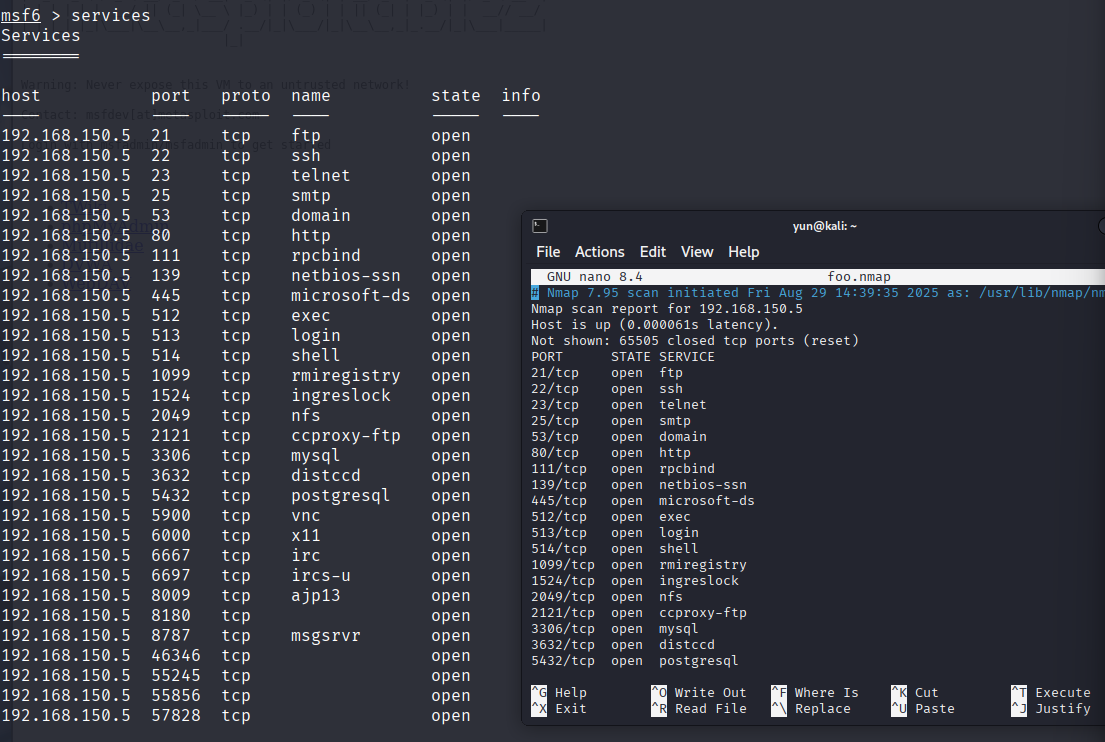 msf6 > services
Services
========
Warning: Never expose this VM to an untrusted network!
host port proto name state info
---- ---- ----- ---- ----- ----
192.168.150.5 21 tcp ftp open
192.168.150.5 22 tcp ssh open
192.168.150.5 23 tcp telnet open
192.168.150.5 25 tcp smtp open
192.168.150.5 53 tcp domain open
192.168.150.5 80 tcp http open
192.168.150.5 111 tcp rpcbind open
192.168.150.5 139 tcp netbios-ssn open
192.168.150.5 445 tcp microsoft-ds open
192.168.150.5 512 tcp exec open
192.168.150.5 513 tcp login open
192.168.150.5 514 tcp shell open
192.168.150.5 1099 tcp rmiregistry open
192.168.150.5 1524 tcp ingreslock open
192.168.150.5 2049 tcp nfs open
192.168.150.5 2121 tcp ccproxy-ftp open
192.168.150.5 3306 tcp mysql open
192.168.150.5 3632 tcp distccd open
192.168.150.5 5432 tcp postgresql open
192.168.150.5 5900 tcp vnc open
192.168.150.5 6000 tcp x11 open
192.168.150.5 6667 tcp irc open
192.168.150.5 6697 tcp ircs-u open
192.168.150.5 8009 tcp ajp13 open
192.168.150.5 8180 tcp open
192.168.150.5 8787 tcp msgsrvr open
192.168.150.5 46346 tcp open
192.168.150.5 55245 tcp open
192.168.150.5 55856 tcp open
192.168.150.5 57828 tcp open
yun@kali: ~
File Actions Edit View Help
GNU nano 8.4 foo.nmap
# Nmap 7.95 scan initiated Fri Aug 29 14:39:35 2025 as: /usr/lib/nmap/nm
Nmap scan report for 192.168.150.5
Host is up (0.000061s latency).
Not shown: 65505 closed tcp ports (reset)
PORT STATE SERVICE
21/tcp open ftp
22/tcp open ssh
23/tcp open telnet
25/tcp open smtp
53/tcp open domain
80/tcp open http
111/tcp open rpcbind
139/tcp open netbios-ssn
445/tcp open microsoft-ds
512/tcp open exec
513/tcp open login
514/tcp open shell
1099/tcp open rmiregistry
1524/tcp open ingreslock
2049/tcp open nfs
2121/tcp open ccproxy-ftp
3306/tcp open mysql
3632/tcp open distccd
5432/tcp open postgresql
^G Help ^O Write Out ^F Where Is ^K Cut ^T Execute
^X Exit ^R Read File ^\ Replace ^U Paste ^J Justify